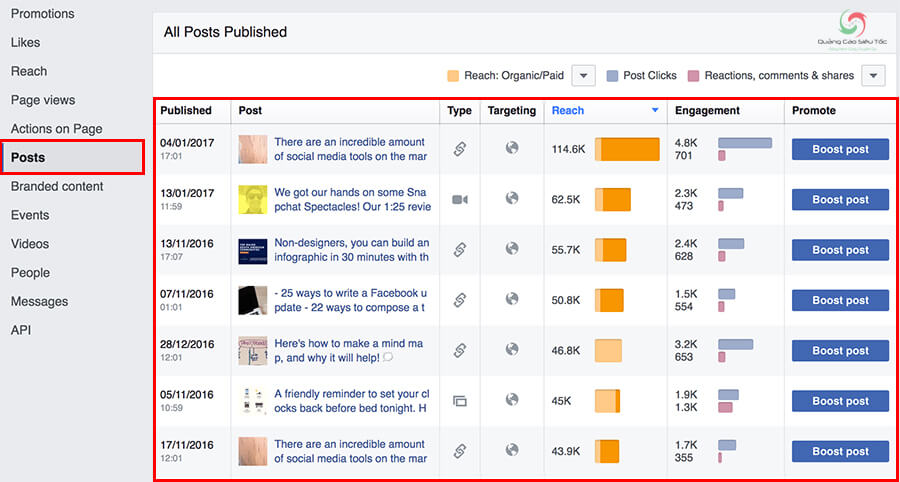 Promotions
Likes
Reach
Page views
Actions on Page
Posts
Branded content
Events
Videos
People
Messages
API
All Posts Published
Quảng Cáo Siêu Tốc
Reach: Organic/Paid
Post Clicks
Reactions, comments & shares
Published Post Type Targeting Reach Engagement Promote
04/01/2017 There are an incredible amount 114.6K 4.8K Boost post
17:01 of social media tools on the mar 701
13/01/2017 We got our hands on some Sna 62.5K 2.3K Boost post
11:59 pchat Spectacles! Our 1:25 revie 473
13/11/2016 Non-designers, you can build an 55.7K 2.4K Boost post
17:07 infographic in 30 minutes with th 628
07/11/2016 - 25 ways to write a Facebook u 50.8K 1.5K Boost post
01:01 pdate - 22 ways to compose a t 554
28/12/2016 Here's how to make a mind ma 46.8K 3.2K Boost post
12:01 p, and why it will help! 653
05/11/2016 A friendly reminder to set your cl 45K 1.9K Boost post
10:59 ocks back before bed tonight. H 1.3K
17/11/2016 There are an incredible amount 43.9K 1.7K Boost post
12:01 of social media tools on the mar 355